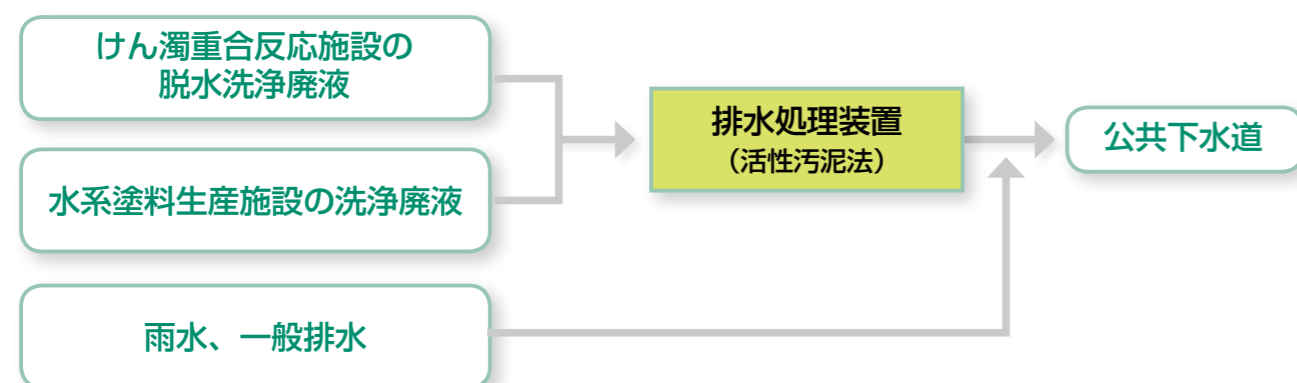 けん濁重合反応施設の
脱水洗浄廃液
水系塗料生産施設の洗浄廃液
雨水、一般排水
排水処理装置
（活性汚泥法）
公共下水道